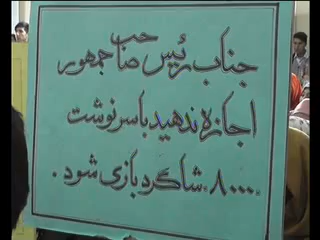 جناب رئیس صاحب جمهور
اجازه ندهید با سرنوشت
۸۰۰۰ شاگرد بازی شود.